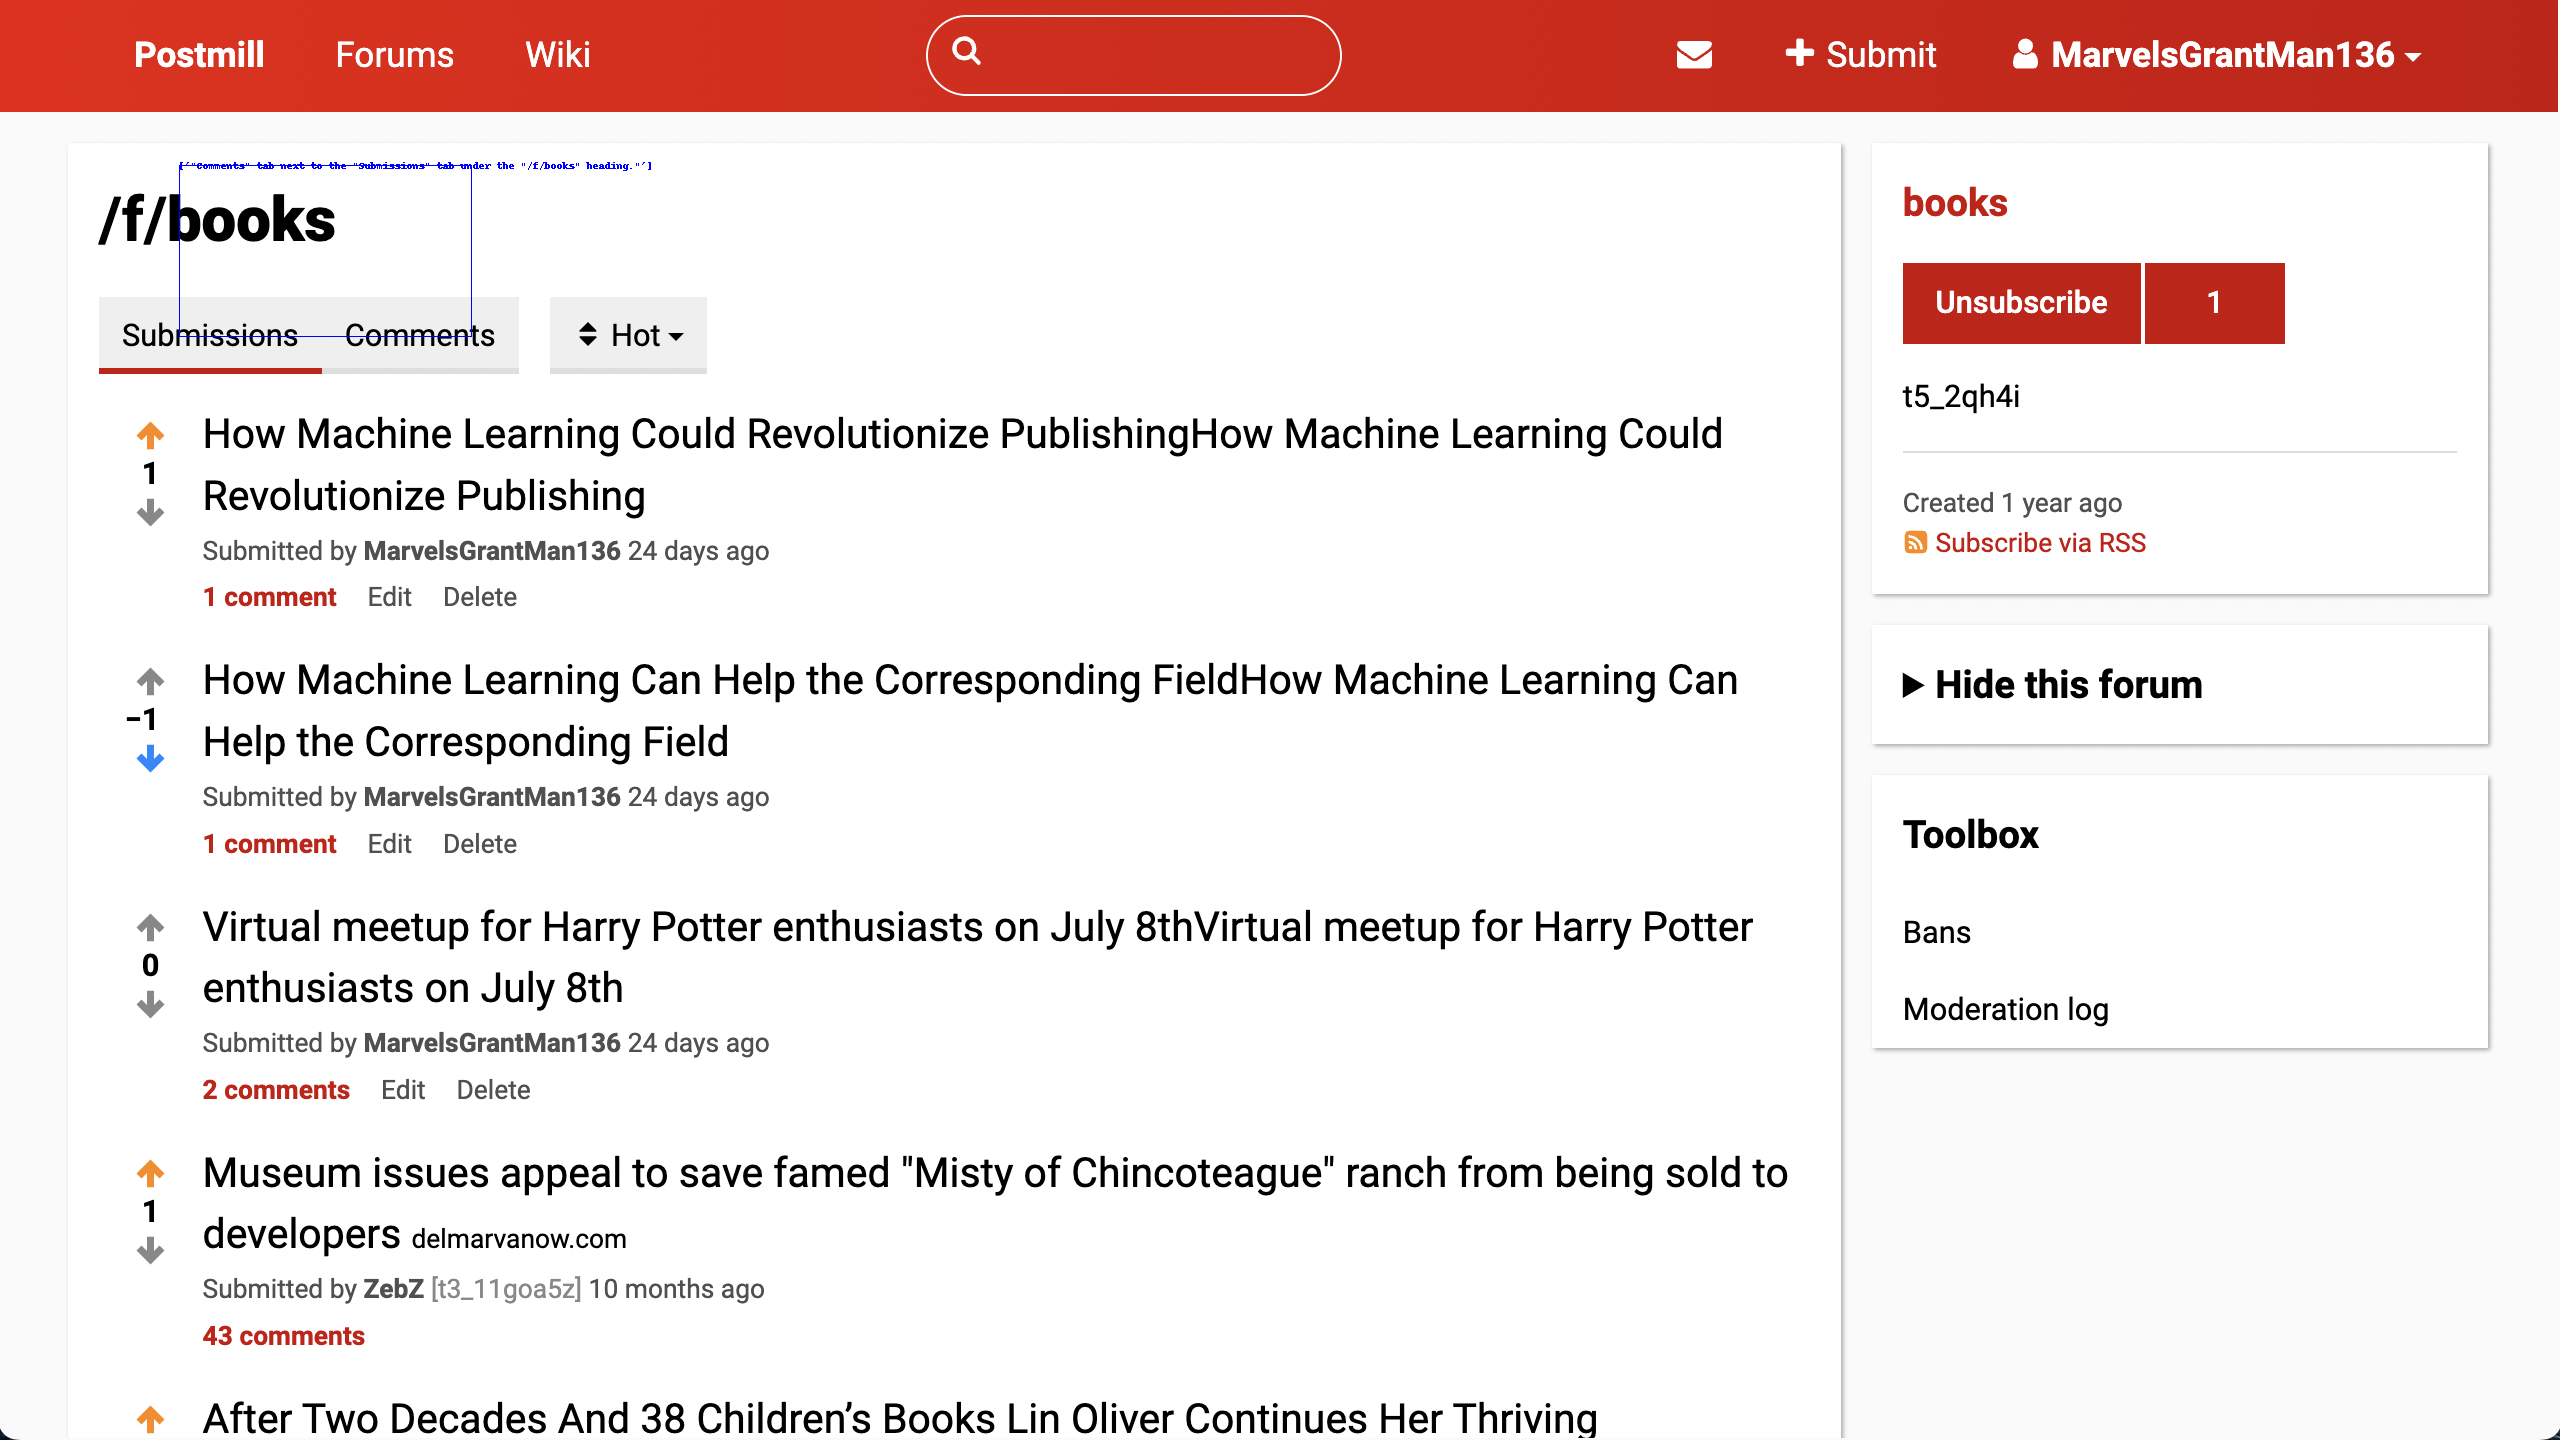 Postmill Forums Wiki Submit MarvelsGrantMan136
['"Comments" tab next to the "Submissions" tab under the "/f/books" heading."']
/f/books
Submissions Comments Hot
How Machine Learning Could Revolutionize PublishingHow Machine Learning Could
Revolutionize Publishing
1
Submitted by MarvelsGrantMan136 24 days ago
1 comment Edit Delete
How Machine Learning Can Help the Corresponding FieldHow Machine Learning Can
Help the Corresponding Field
−1
Submitted by MarvelsGrantMan136 24 days ago
1 comment Edit Delete
Virtual meetup for Harry Potter enthusiasts on July 8thVirtual meetup for Harry Potter
enthusiasts on July 8th
0
Submitted by MarvelsGrantMan136 24 days ago
2 comments Edit Delete
Museum issues appeal to save famed "Misty of Chincoteague" ranch from being sold to
developers delmarvanow.com
1
Submitted by ZebZ [t3_11goa5z] 10 months ago
43 comments
After Two Decades And 38 Children’s Books Lin Oliver Continues Her Thriving
books
Unsubscribe 1
t5_2qh4i
Created 1 year ago
Subscribe via RSS
Hide this forum
Toolbox
Bans
Moderation log